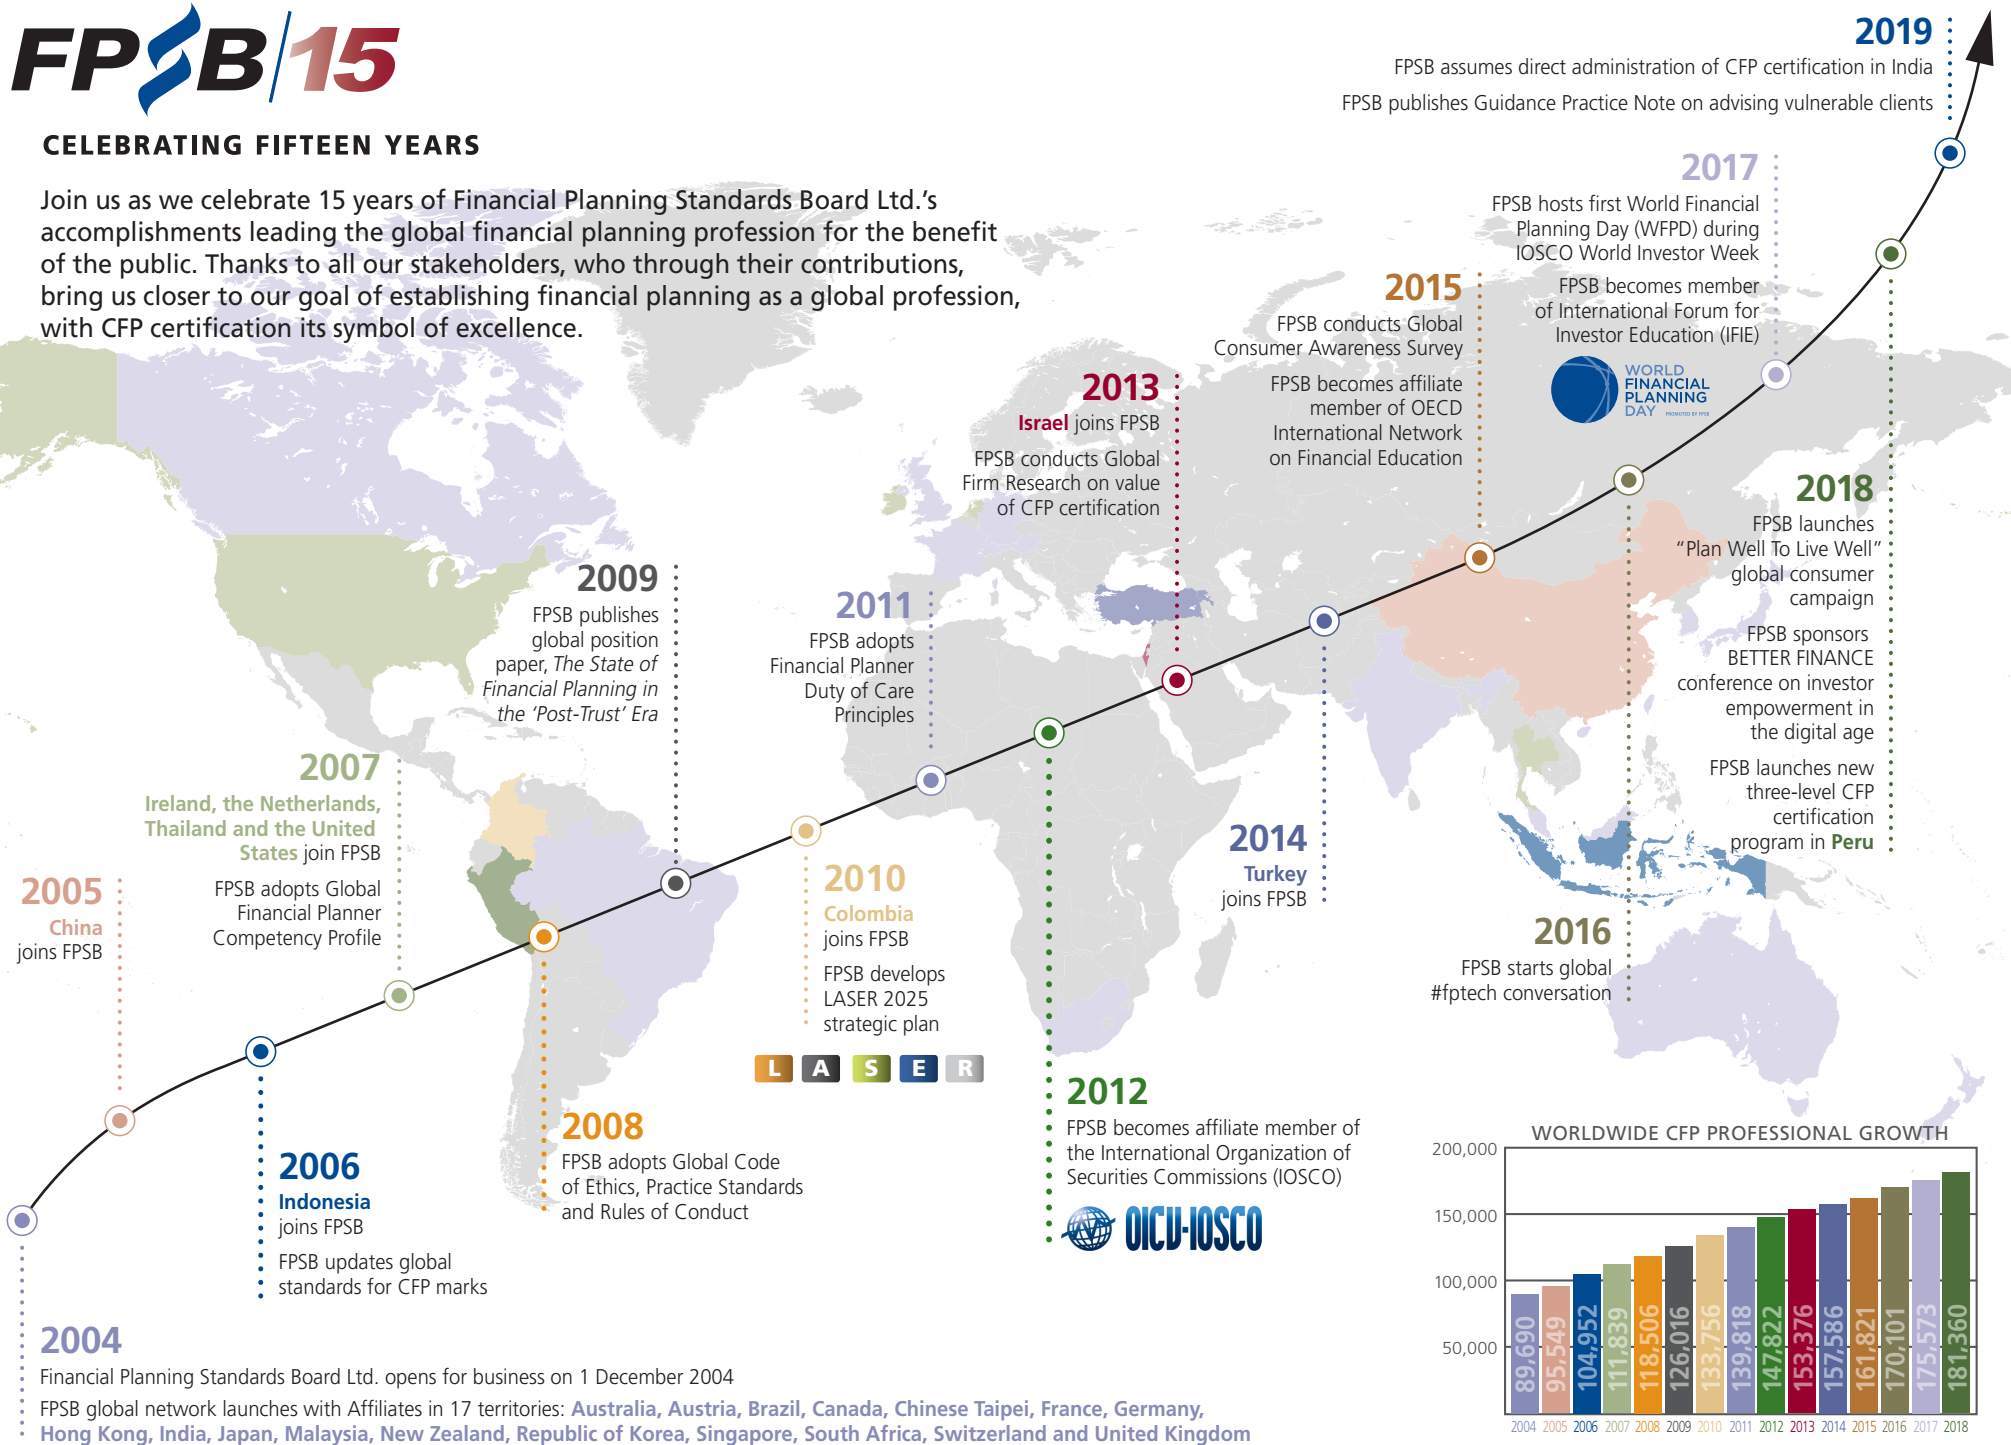 FPSB/15
CELEBRATING FIFTEEN YEARS
Join us as we celebrate 15 years of Financial Planning Standards Board Ltd.'s
accomplishments leading the global financial planning profession for the benefit
of the public. Thanks to all our stakeholders, who through their contributions,
bring us closer to our goal of establishing financial planning as a global profession,
with CFP certification its symbol of excellence.
2019
FPSB assumes direct administration of CFP certification in India
FPSB publishes Guidance Practice Note on advising vulnerable clients
2017
FPSB hosts first World Financial
Planning Day (WFPD) during
IOSCO World Investor Week
FPSB becomes member
of International Forum for
Investor Education (IFIE)
WORLD
FINANCIAL
PLANNING
DAY PROMOTED BY FPSB
2015
FPSB conducts Global
Consumer Awareness Survey
FPSB becomes affiliate
member of OECD
International Network
on Financial Education
2013
Israel joins FPSB
FPSB conducts Global
Firm Research on value
of CFP certification
2018
FPSB launches
“Plan Well To Live Well”
global consumer
campaign
FPSB sponsors
BETTER FINANCE
conference on investor
empowerment in
the digital age
FPSB launches new
three-level CFP
certification
program in Peru
2009
FPSB publishes
global position
paper, The State of
Financial Planning in
the ‘Post-Trust’ Era
2011
FPSB adopts
Financial Planner
Duty of Care
Principles
2007
Ireland, the Netherlands,
Thailand and the United
States join FPSB
FPSB adopts Global
Financial Planner
Competency Profile
2005
China
joins FPSB
2010
Colombia
joins FPSB
FPSB develops
LASER 2025
strategic plan
L A S E R
2014
Turkey
joins FPSB
2016
FPSB starts global
#fptech conversation
2012
FPSB becomes affiliate member of
the International Organization of
Securities Commissions (IOSCO)
OICU-IOSCO
2008
FPSB adopts Global Code
of Ethics, Practice Standards
and Rules of Conduct
2006
Indonesia
joins FPSB
FPSB updates global
standards for CFP marks
2004
Financial Planning Standards Board Ltd. opens for business on 1 December 2004
FPSB global network launches with Affiliates in 17 territories: Australia, Austria, Brazil, Canada, Chinese Taipei, France, Germany,
Hong Kong, India, Japan, Malaysia, New Zealand, Republic of Korea, Singapore, South Africa, Switzerland and United Kingdom
WORLDWIDE CFP PROFESSIONAL GROWTH
200,000
150,000
100,000
50,000
89,690 95,549 104,952 111,839 118,506 126,016 133,756 139,818 147,822 153,376 157,586 161,821 170,101 175,573 181,360
2004 2005 2006 2007 2008 2009 2010 2011 2012 2013 2014 2015 2016 2017 2018